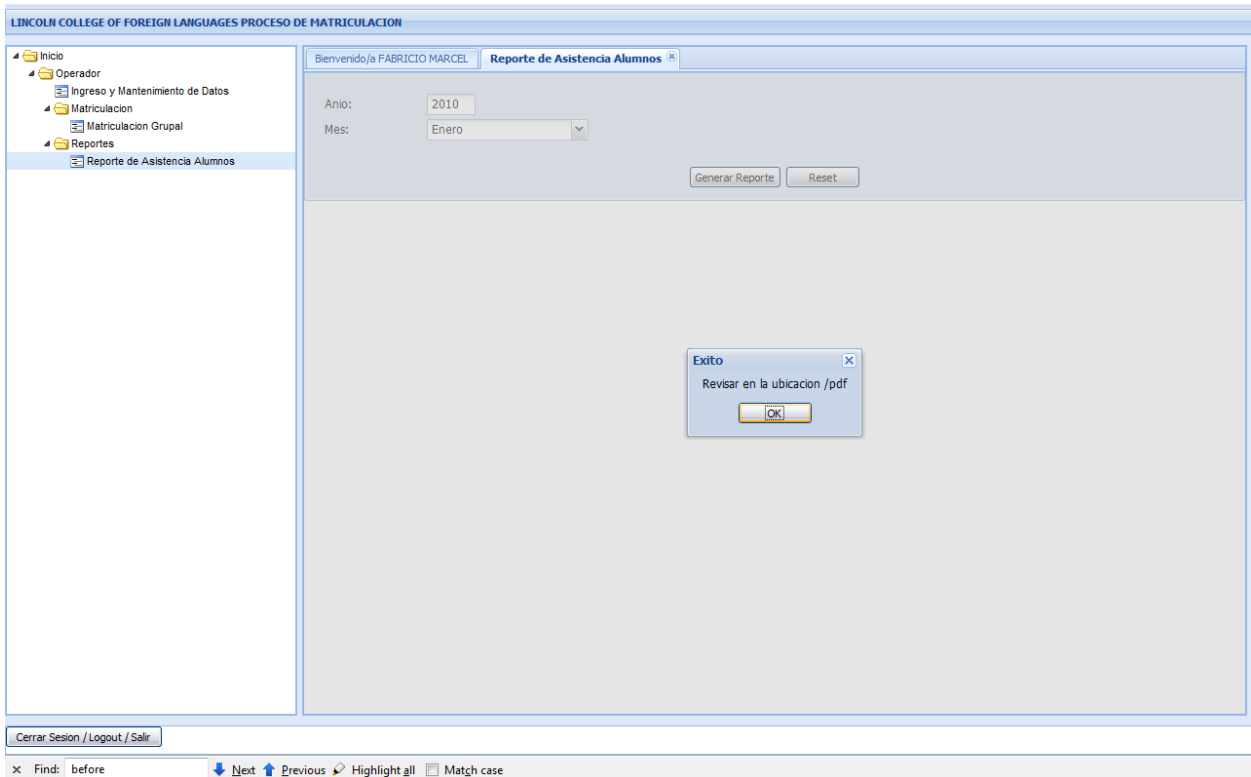 LINCOLN COLLEGE OF FOREIGN LANGUAGES PROCESO DE MATRICULACION
Inicio
Operador
Ingreso y Mantenimiento de Datos
Matriculacion
Matriculacion Grupal
Reportes
Reporte de Asistencia Alumnos
Bienvenido/a FABRICIO MARCEL Reporte de Asistencia Alumnos
Anio: 2010
Mes: Enero
Generar Reporte Reset
Exito
Revisar en la ubicacion /pdf
OK
Cerrar Sesion / Logout / Salir
Find: before Next Previous Highlight all Match case